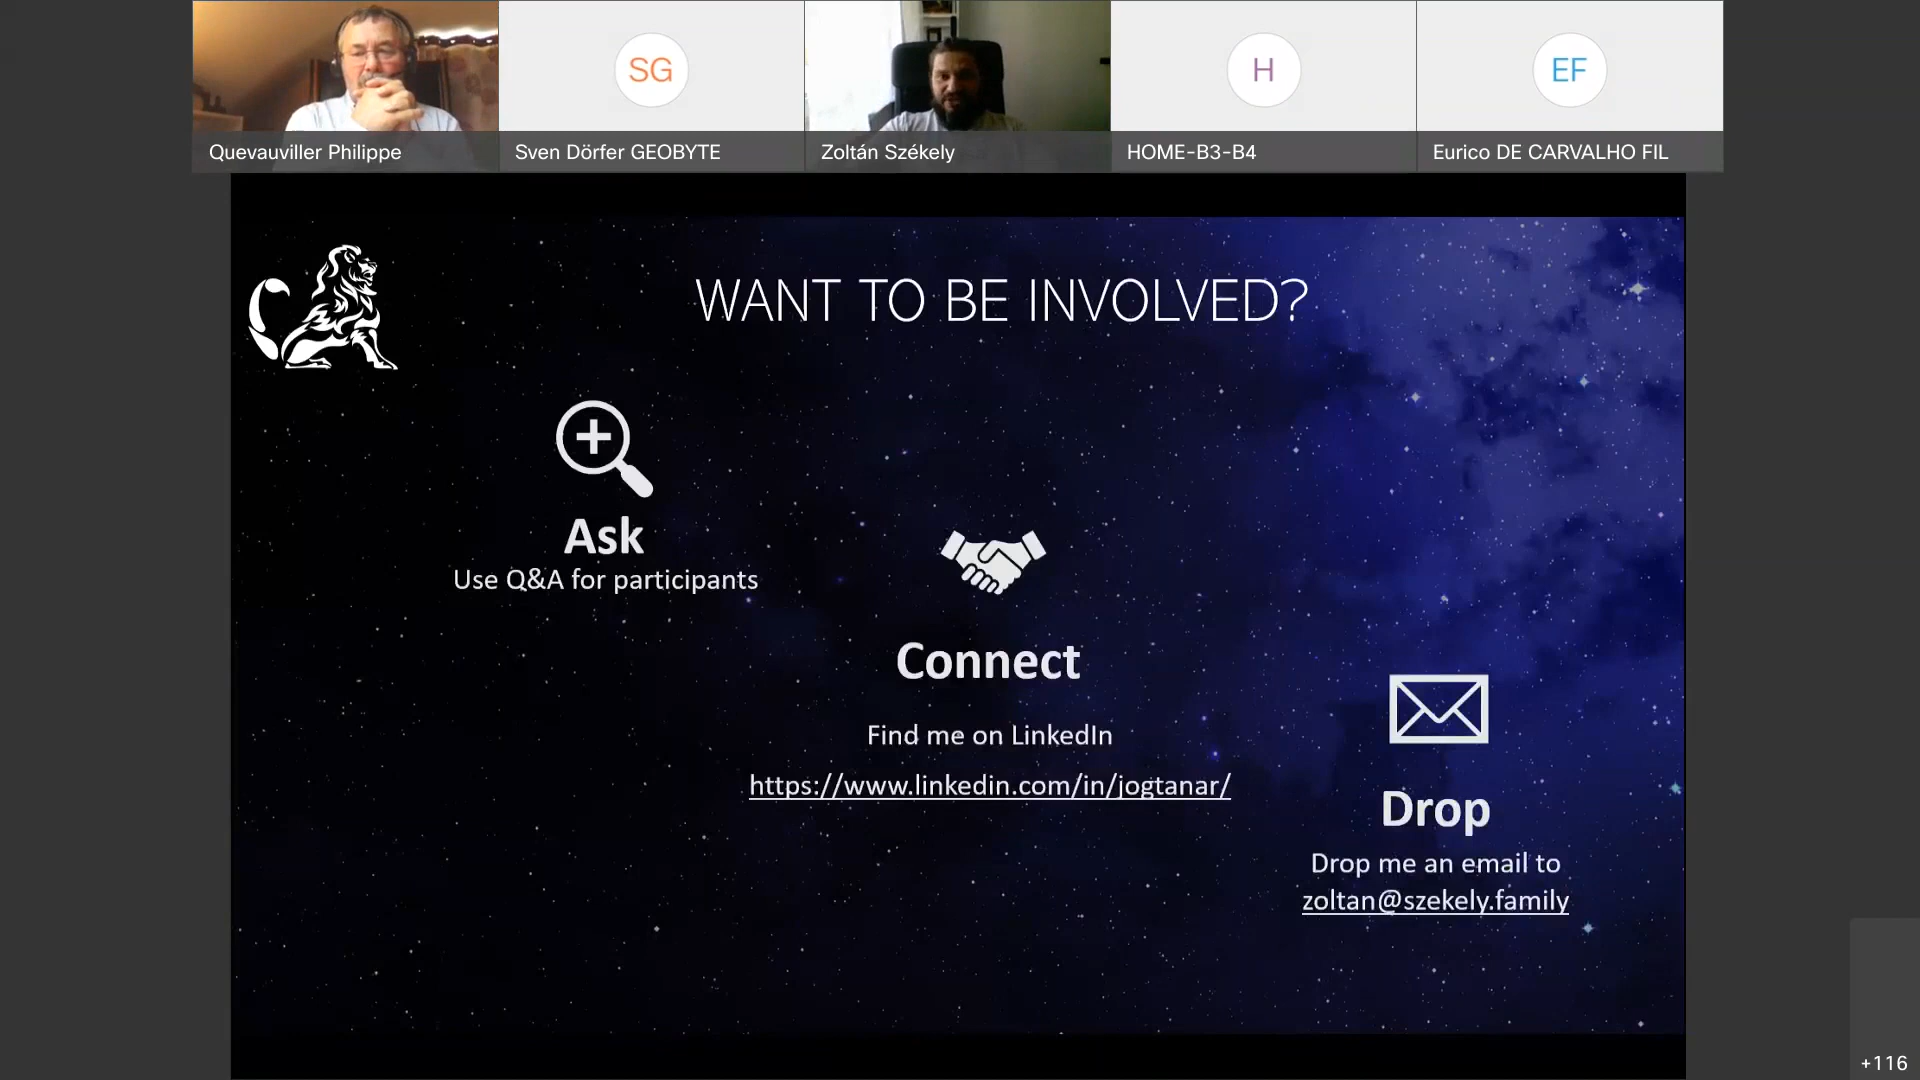 SG
H
EF
Quevauviller Philippe
Sven Dörfer GEOBYTE
Zoltán Székely
HOME-B3-B4
Eurico DE CARVALHO FIL
WANT TO BE INVOLVED?
Ask
Use Q&A for participants
Connect
Find me on LinkedIn
https://www.linkedin.com/in/jogtanar/
Drop
Drop me an email to
zoltan@szekely.family
+116